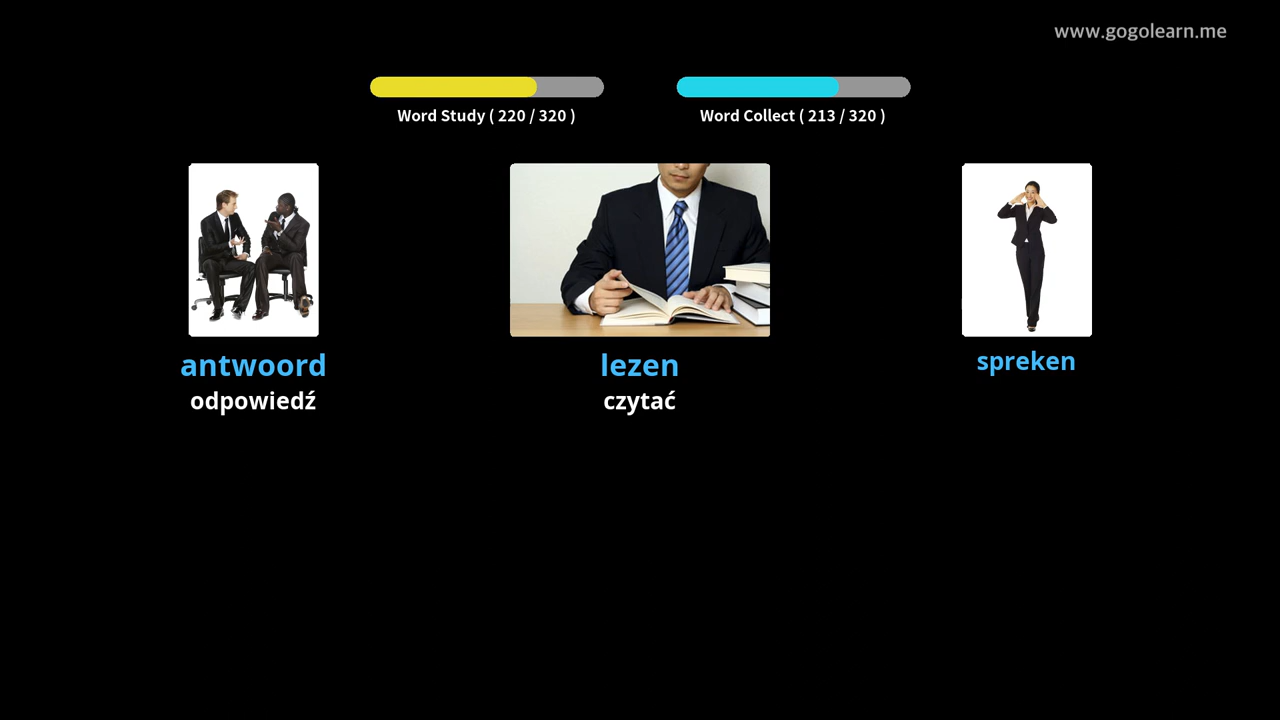 www.gogolearn.me
Word Study ( 220 / 320 )
Word Collect ( 213 / 320 )
antwoord
odpowiedź
lezen
czytać
spreken